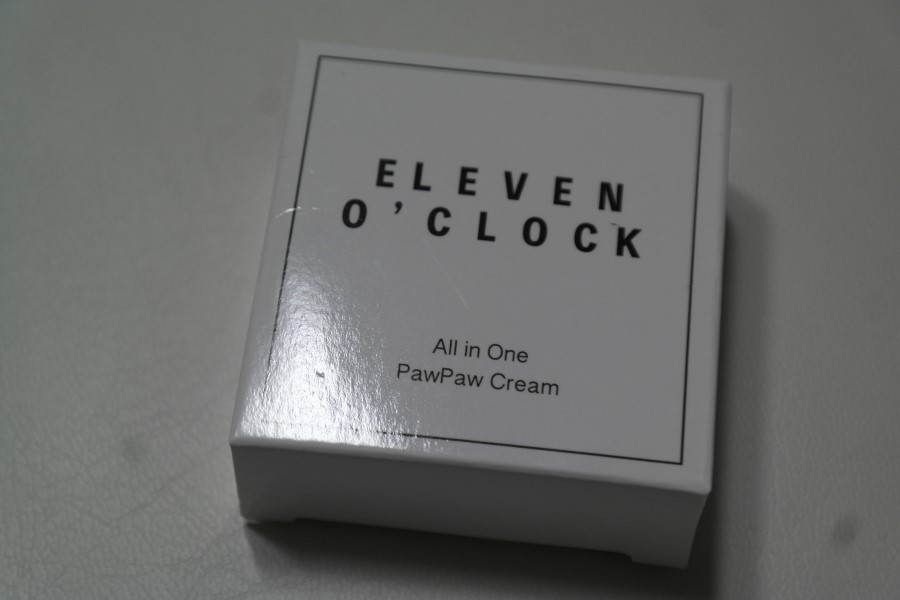 ELEVEN
O'CLOCK
All in One
PawPaw Cream